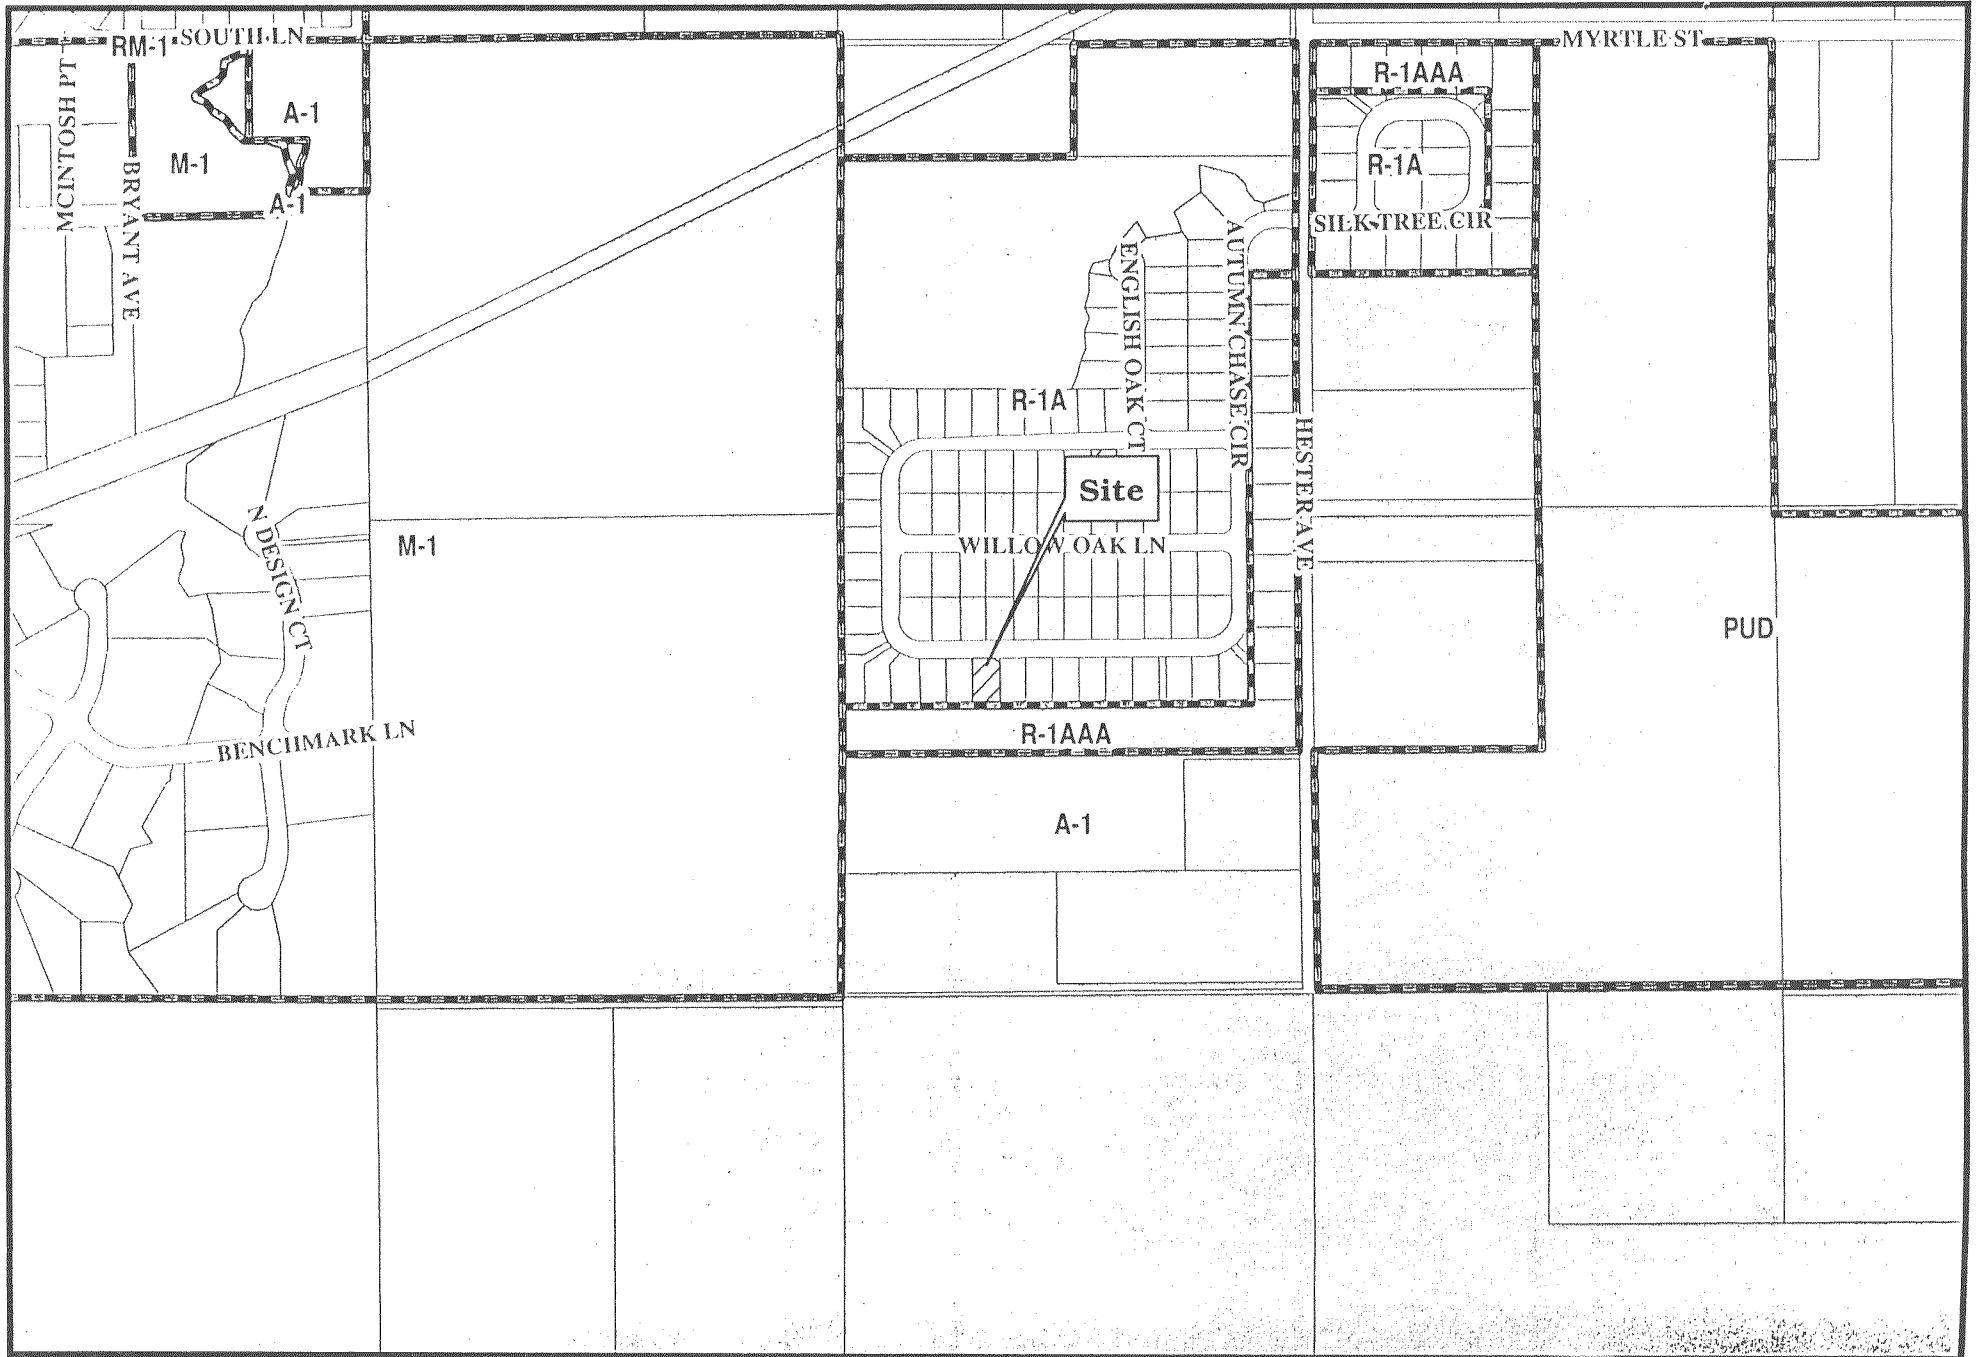 RM-1
SOUTH LN
MYRTLE ST
MCINTOSH PT
A-1
R-1AAA
M-1
BRYANT AVE
R-1A
A-1
SILK TREE CIR
ENGLISH OAK CT
AUTUMN CHASE CIR
R-1A
HESTER AVE
Site
N DESIGN CT
M-1
WILLOW OAK LN
PUD
BENCHMARK LN
R-1AAA
A-1